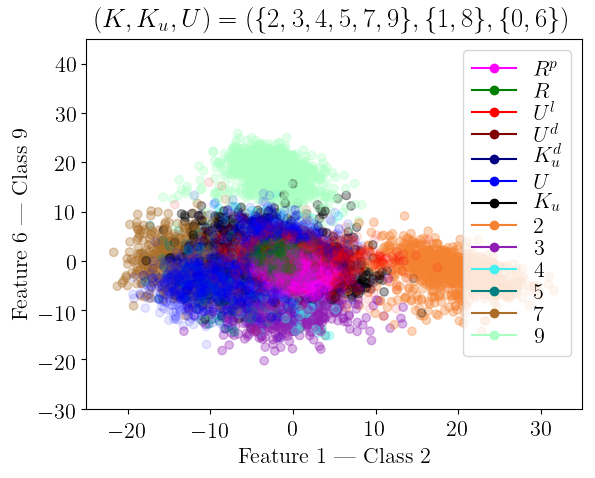 (K, K_u, U) = ({2, 3, 4, 5, 7, 9}, {1, 8}, {0, 6})
Feature 6 — Class 9
40
30
20
10
0
−10
−20
−30
R^p
R
U^l
U^d
K_u^d
U
K_u
2
3
4
5
7
9
−20 −10 0 10 20 30
Feature 1 — Class 2